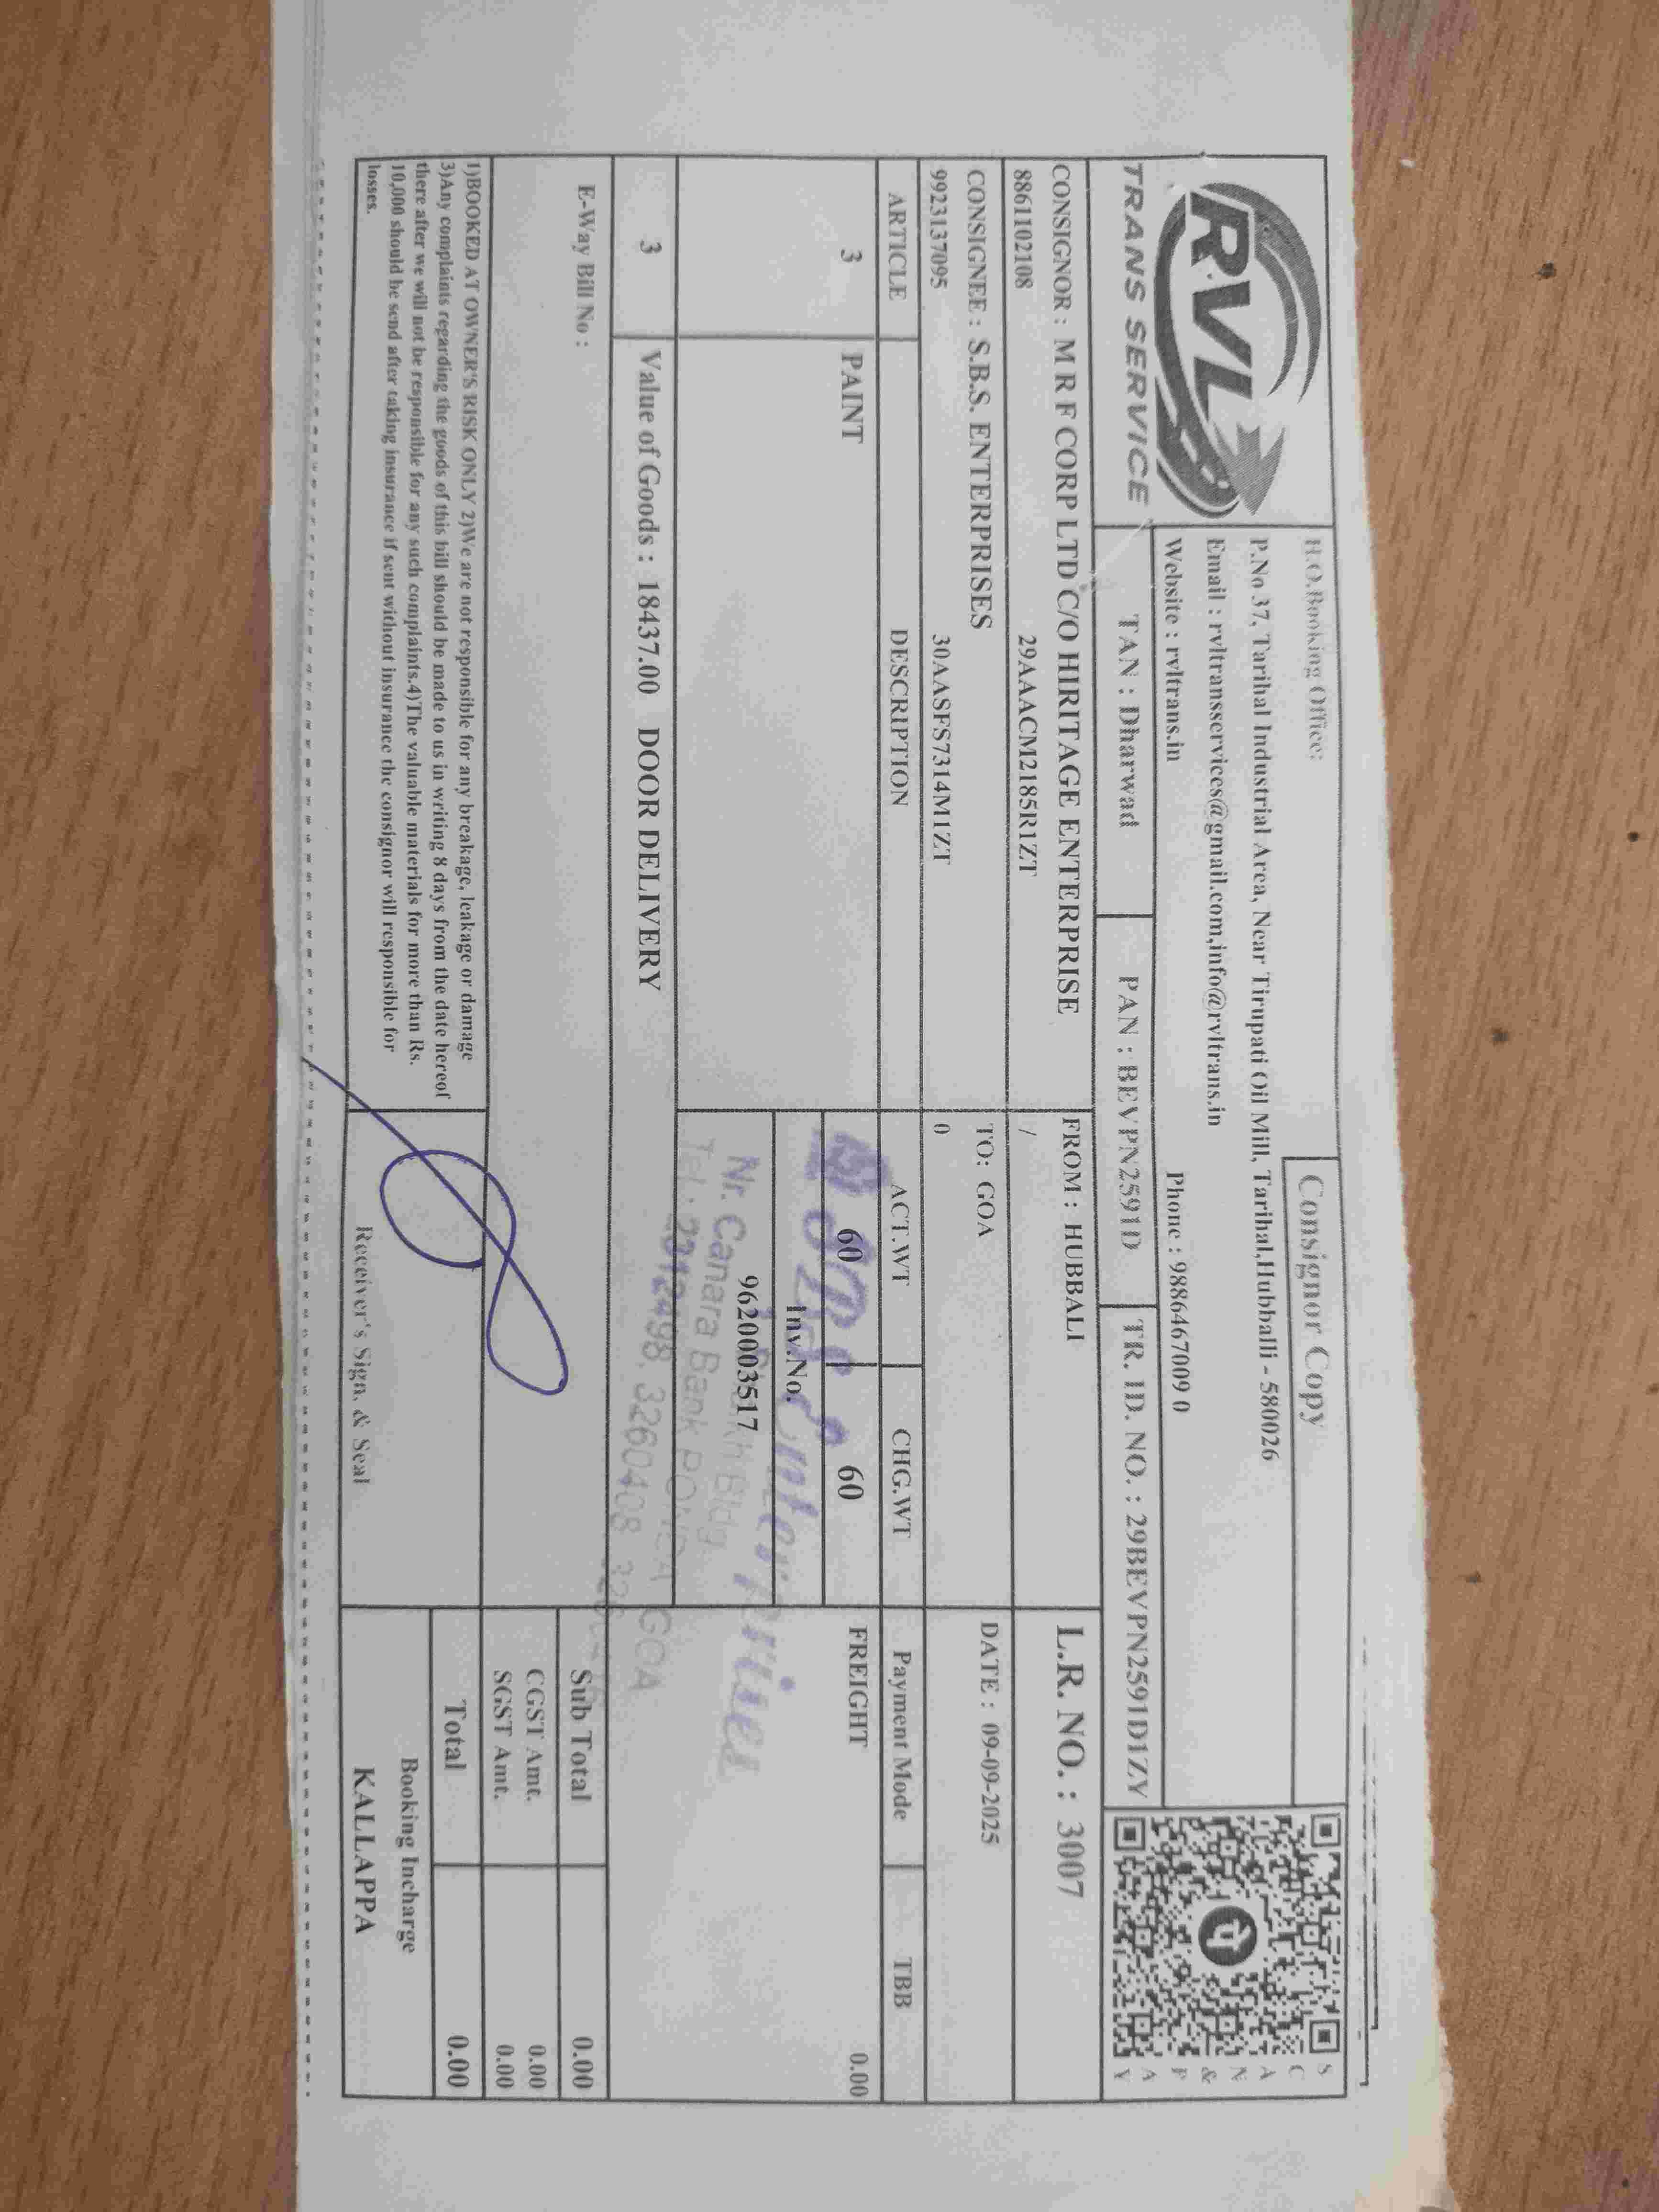 RVL
TRANS SERVICE
H.O.Booking Office:
Consignor Copy
P.No 37, Tarihal Industrial Area, Near Tirupati Oil Mill, Tarihal,Hubballi - 580026
Email : rvltransservices@gmail.com,info@rvltrans.in
Website : rvltrans.in Phone : 9886467009 0
SCAN & PAY
TAN : Dharwad PAN : BEVPN2591D TR. ID. NO. : 29BEVPN2591D1ZY
CONSIGNOR : M R F CORP LTD C/O HIRITAGE ENTERPRISE FROM : HUBBALI L.R. NO. : 3007
8861102108 29AAACM2185R1ZT /
CONSIGNEE : S.B.S. ENTERPRISES TO: GOA DATE : 09-09-2025
9923137095 30AASFS7314M1ZT 0
ARTICLE DESCRIPTION ACT.WT CHG.WT Payment Mode TBB
3 PAINT 60 60 FREIGHT 0.00
Inv.No.
9620003517
Enterprises
Bldg
Nr. Canara Bank PONDA GOA
Tel.: 3260408
3 Value of Goods : 18437.00 DOOR DELIVERY
E-Way Bill No :
Sub Total 0.00
CGST Amt. 0.00
SGST Amt. 0.00
Total 0.00
1)BOOKED AT OWNER'S RISK ONLY 2)We are not responsible for any breakage, leakage or damage
3)Any complaints regarding the goods of this bill should be made to us in writing 8 days from the date hereof
there after we will not be responsible for any such complaints.4)The valuable materials for more than Rs.
10,000 should be send after taking insurance if sent without insurance the consignor will responsible for
losses.
Receiver's Sign. & Seal
Booking Incharge
KALLAPPA